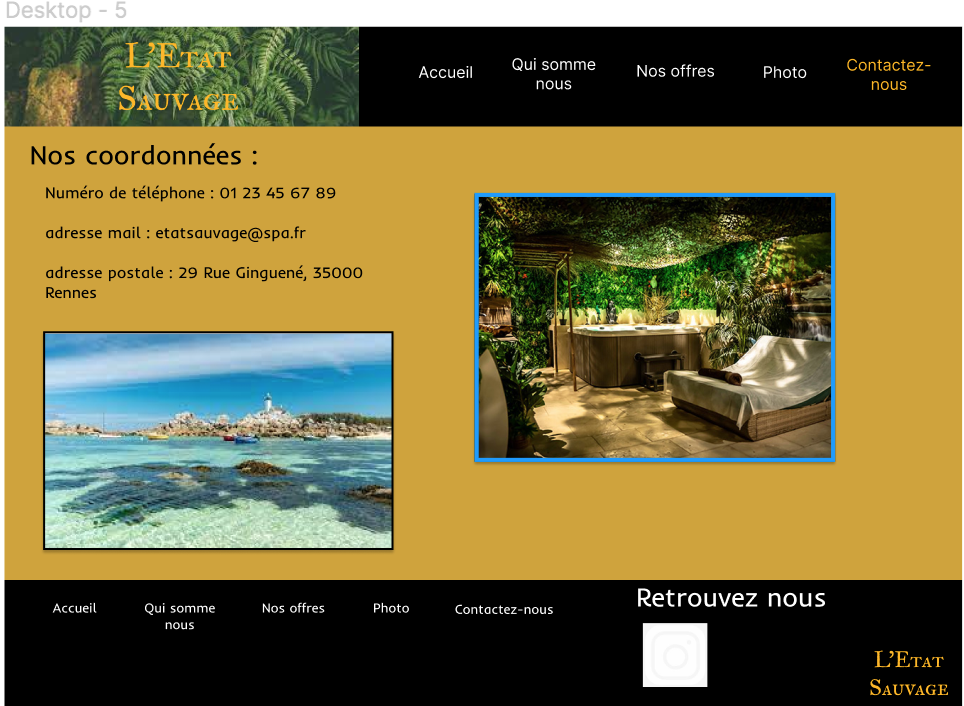 Desktop - 5
L'Etat
Sauvage
Accueil
Qui somme
nous
Nos offres
Photo
Contactez-
nous
Nos coordonnées :
Numéro de téléphone : 01 23 45 67 89
adresse mail : etatsauvage@spa.fr
adresse postale : 29 Rue Ginguené, 35000
Rennes
Accueil
Qui somme
nous
Nos offres
Photo
Contactez-nous
Retrouvez nous
L'Etat
Sauvage